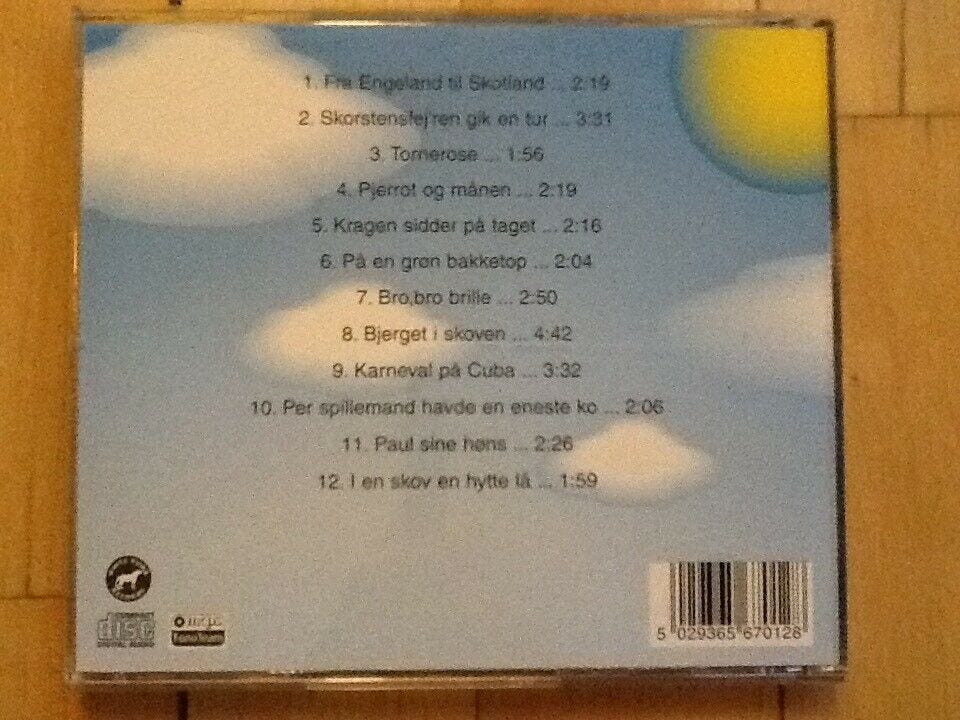 1. Fra Engeland til Skotland ... 2:19
2. Skorstensfej'ren gik en tur ... 3:31
3. Tornerose ... 1:56
4. Pjerrot og månen ... 2:19
5. Kragen sidder på taget ... 2:16
6. På en grøn bakketop ... 2:04
7. Bro,bro brille ... 2:50
8. Bjerget i skoven ... 4:42
9. Karneval på Cuba ... 3:32
10. Per spillemand havde en eneste ko ... 2:06
11. Paul sine høns ... 2:26
12. I en skov en hytte lå ... 1:59
COMPACT
disc
DIGITAL AUDIO
5 029365 670128